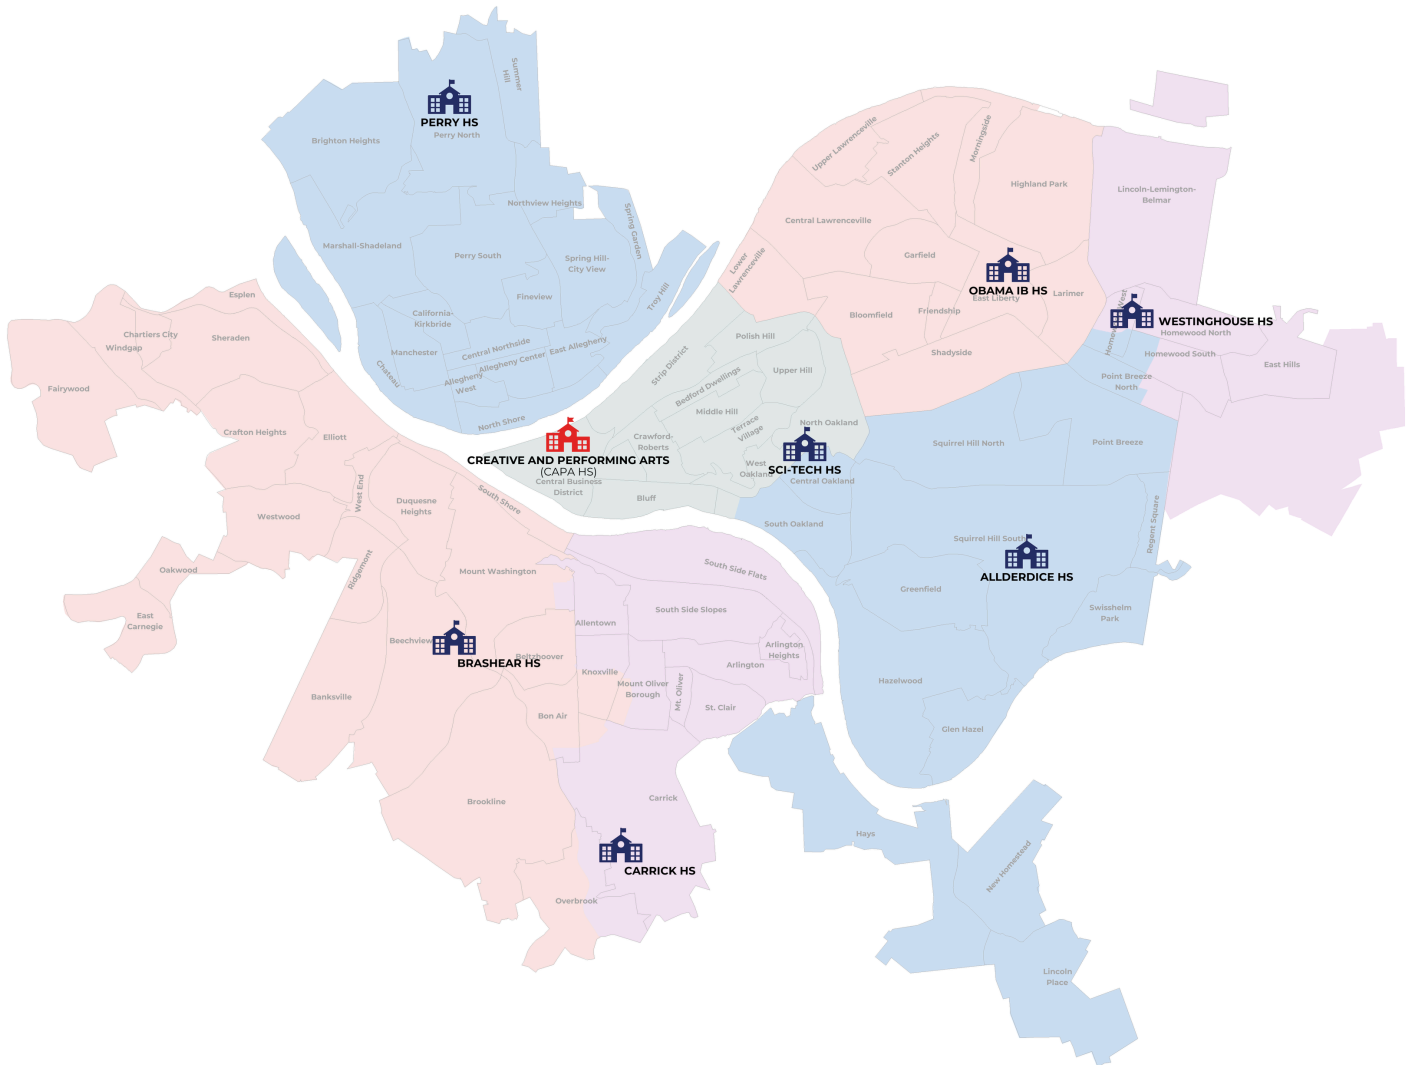 Summer
Hill
PERRY HS
Perry North
Brighton Heights
Northview Heights
Spring Garden
Marshall-Shadeland
Perry South
Spring Hill-
City View
Fineview
Troy Hill
California-
Kirkbride
Manchester
Central Northside
East Allegheny
Allegheny Center
Allegheny
West
Chateau
North Shore
Upper Lawrenceville
Stanton Heights
Morningside
Highland Park
Central Lawrenceville
Lower
Lawrenceville
Garfield
OBAMA IB HS
East Liberty
Larimer
Bloomfield
Friendship
Shadyside
Lincoln-Lemington-
Belmar
WESTINGHOUSE HS
Homewood North
Homewood South
East Hills
Point Breeze
North
Point Breeze
Squirrel Hill North
Regent Square
Squirrel Hill South
ALLDERDICE HS
Swisshelm
Park
Greenfield
Hazelwood
Glen Hazel
Hays
New Homestead
Lincoln
Place
Polish Hill
Strip District
Upper Hill
Bedford Dwellings
Middle Hill
Terrace
Village
North Oakland
Crawford-
Roberts
West
Oakland
SCI-TECH HS
Central Oakland
South Oakland
CREATIVE AND PERFORMING ARTS
(CAPA HS)
Central Business
District
Bluff
Esplen
Chartiers City
Windgap
Sheraden
Fairywood
Crafton Heights
Elliott
West End
Duquesne
Heights
South Shore
Westwood
Oakwood
East
Carnegie
Ridgemont
Mount Washington
Beechview
BRASHEAR HS
Beltzhoover
Banksville
Bon Air
Brookline
Overbrook
South Side Flats
South Side Slopes
Allentown
Arlington
Heights
Arlington
Knoxville
Mount Oliver
Borough
Mt. Oliver
St. Clair
Carrick
CARRICK HS